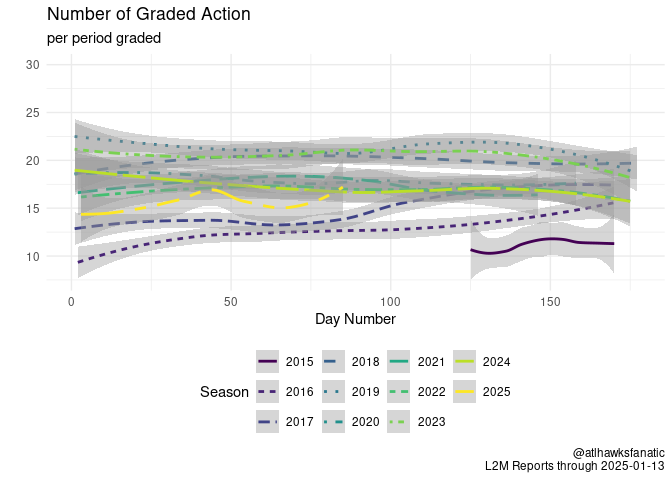 Number of Graded Action
per period graded
30
25
20
15
10
0 50 100 150
Day Number
Season
2015 2018 2021 2024
2016 2019 2022 2025
2017 2020 2023
@atlhawksfanatic
L2M Reports through 2025-01-13